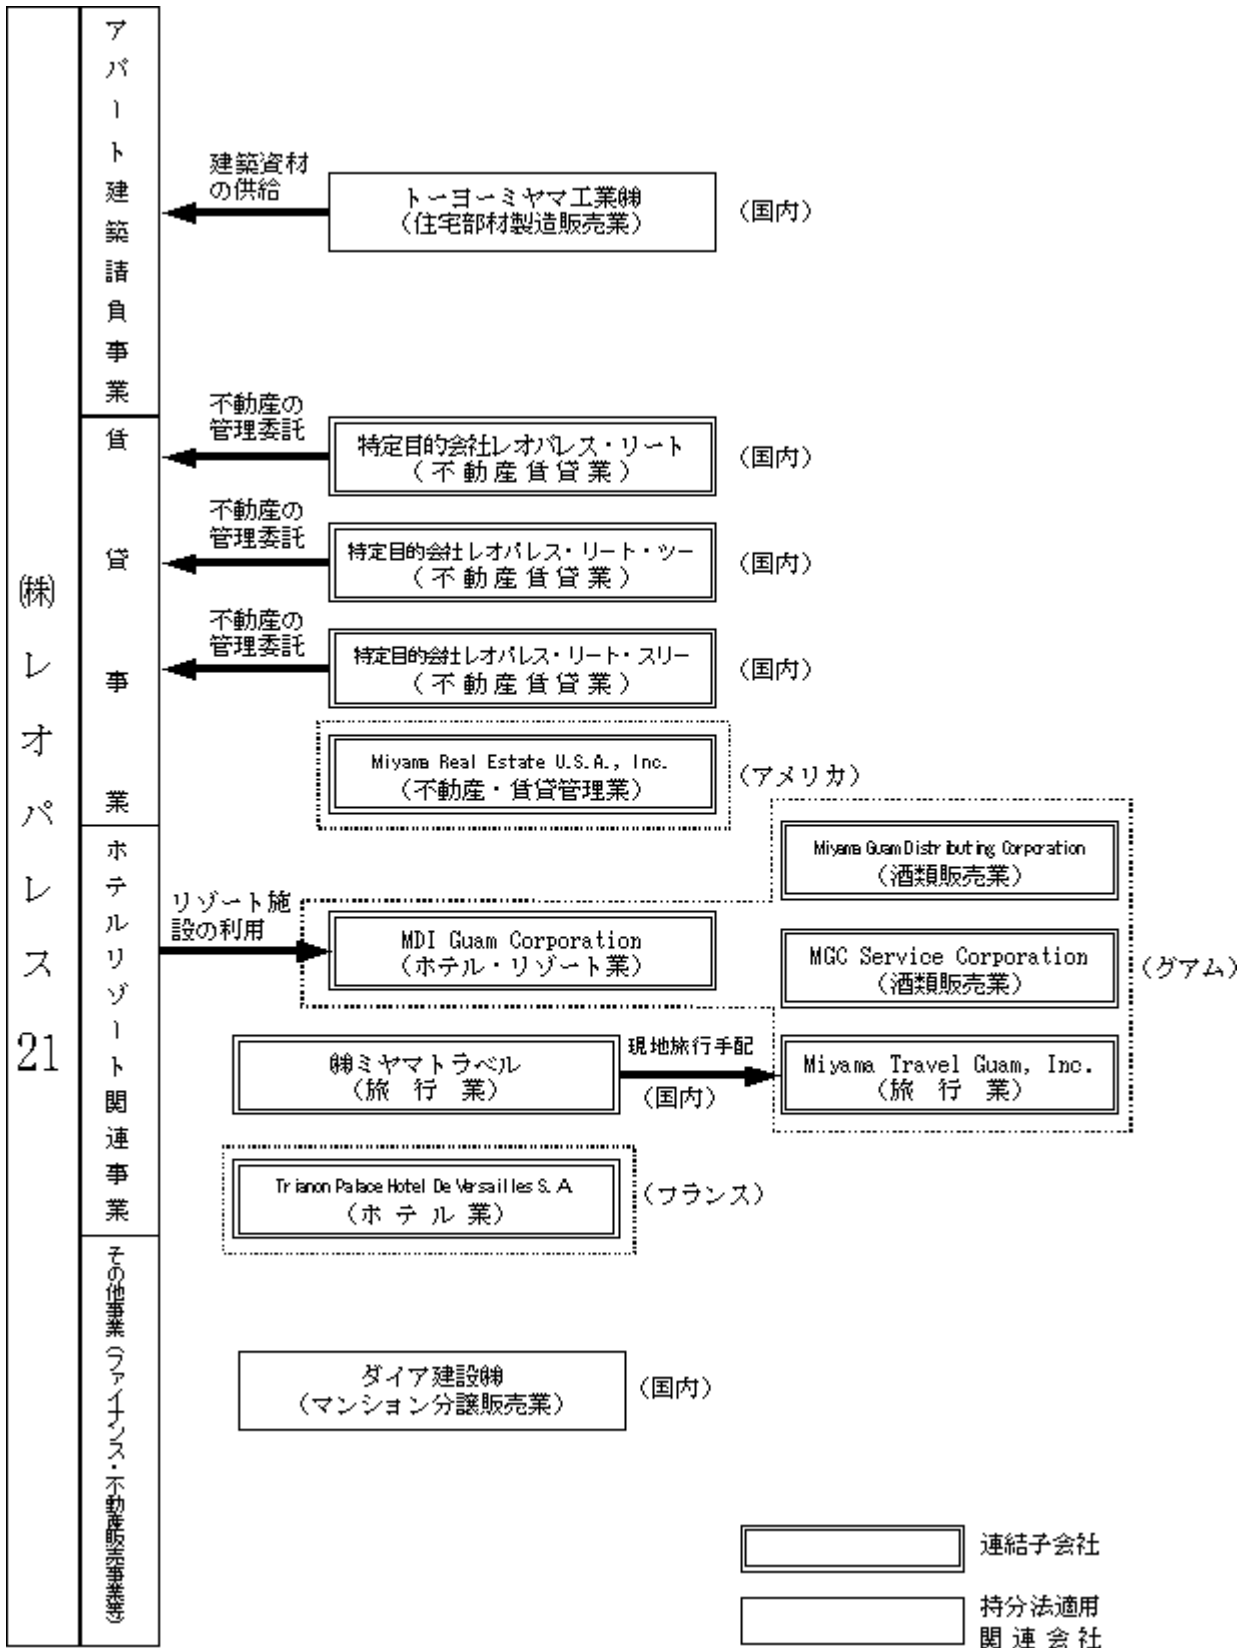 ㈱レオパレス21
アパート建築請負事業
建築資材
の供給
トーヨーミヤマ工業㈱
（住宅部材製造販売業）
（国内）
賃貸事業
不動産の
管理委託
特定目的会社レオパレス・リート
（不動産賃貸業）
（国内）
不動産の
管理委託
特定目的会社レオパレス・リート・ツー
（不動産賃貸業）
（国内）
不動産の
管理委託
特定目的会社レオパレス・リート・スリー
（不動産賃貸業）
（国内）
Miyama Real Estate U.S.A., Inc.
（不動産・賃貸管理業）
（アメリカ）
ホテルリゾート関連事業
Miyama Guam Distributing Corporation
（酒類販売業）
リゾート施
設の利用
MDI Guam Corporation
（ホテル・リゾート業）
MGC Service Corporation
（酒類販売業）
（グアム）
㈱ミヤマトラベル
（旅行業）
現地旅行手配
（国内）
Miyama Travel Guam, Inc.
（旅行業）
Trianon Palace Hotel De Versailles S.A.
（ホテル業）
（フランス）
その他事業（ファイナンス・不動産販売事業等）
ダイア建設㈱
（マンション分譲販売業）
（国内）
連結子会社
持分法適用
関連会社